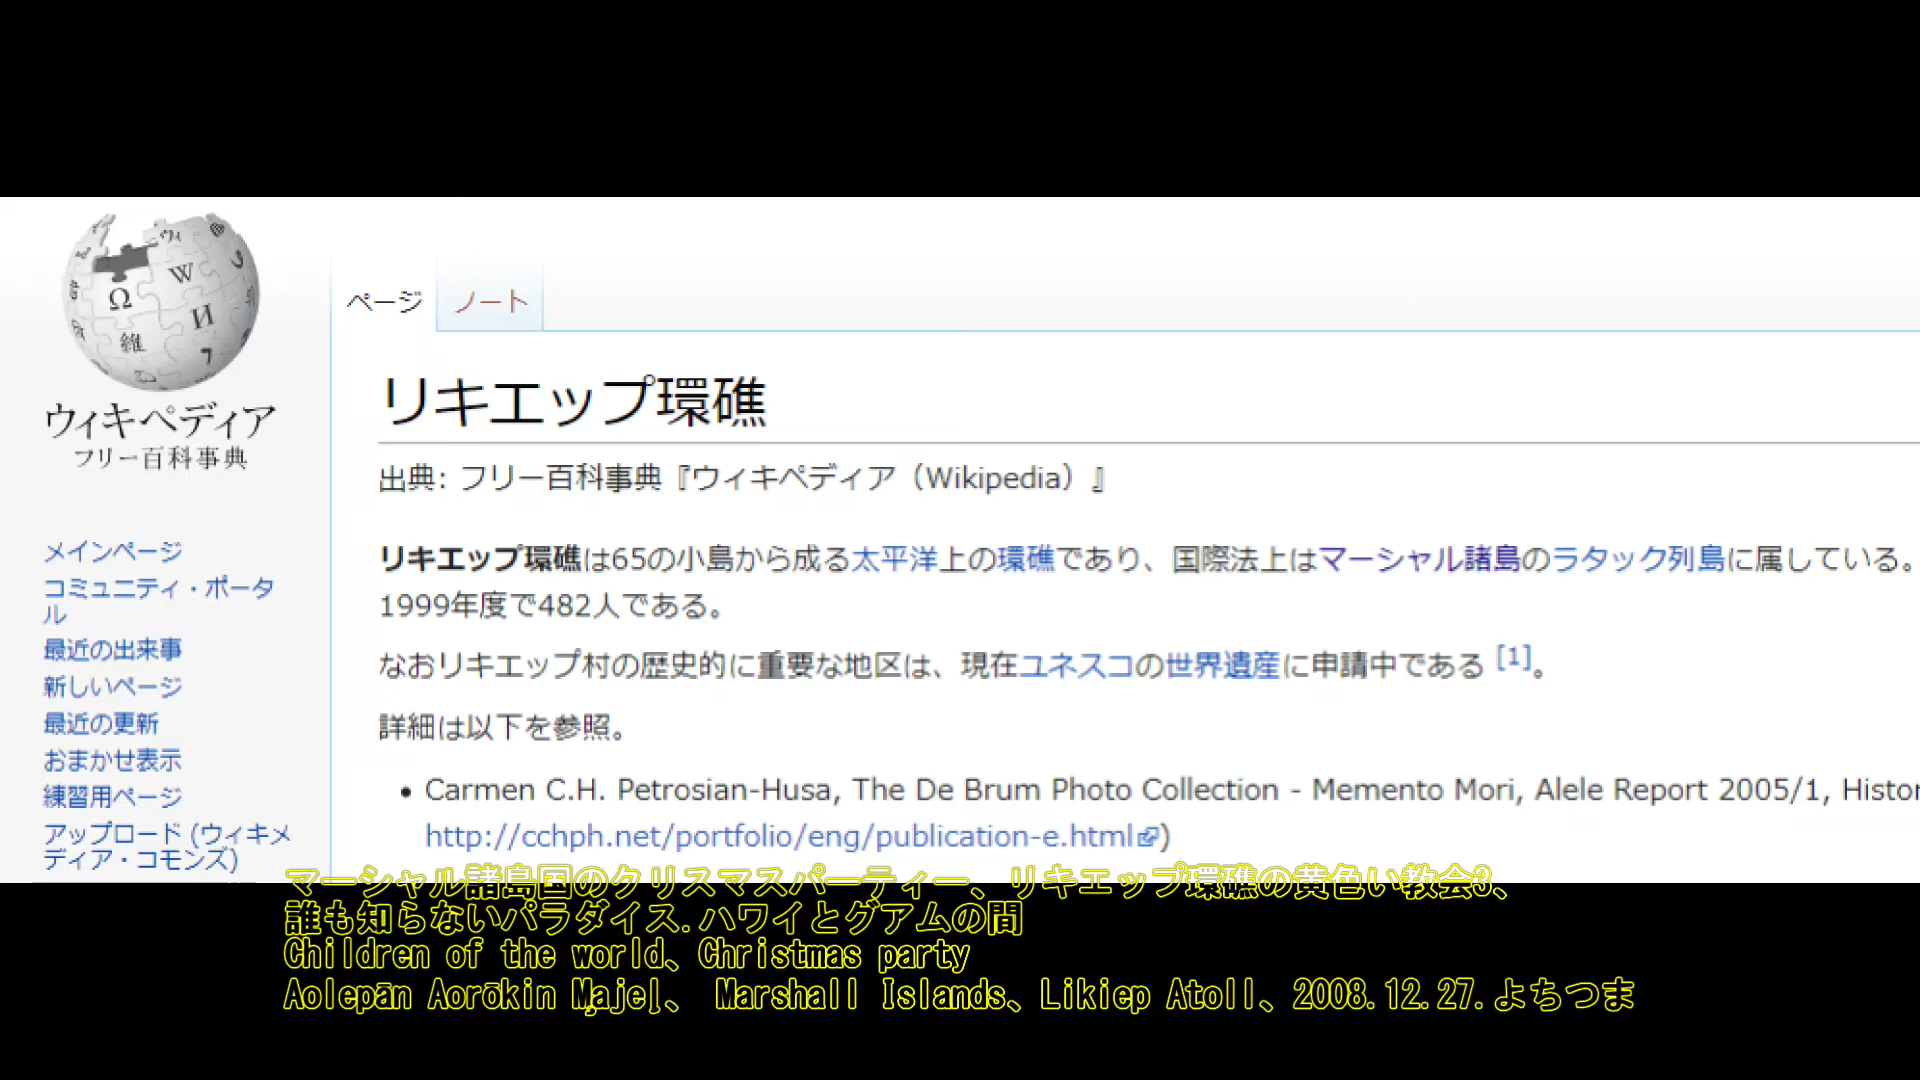 ウィキペディア
フリー百科事典
メインページ
コミュニティ・ポータ
ル
最近の出来事
新しいページ
最近の更新
おまかせ表示
練習用ページ
アップロード (ウィキメ
ディア・コモンズ)
ページ
ノート
リキエップ環礁
出典: フリー百科事典『ウィキペディア（Wikipedia）』
リキエップ環礁は65の小島から成る太平洋上の環礁であり、国際法上はマーシャル諸島のラタック列島に属している。
1999年度で482人である。
なおリキエップ村の歴史的に重要な地区は、現在ユネスコの世界遺産に申請中である [1]。
詳細は以下を参照。
• Carmen C.H. Petrosian-Husa, The De Brum Photo Collection - Memento Mori, Alele Report 2005/1, Histor
http://cchph.net/portfolio/eng/publication-e.html)
マーシャル諸島国のクリスマスパーティー、リキエップ環礁の黄色い教会3、
誰も知らないパラダイス.ハワイとグアムの間
Children of the world、Christmas party
Aolepān Aorōkin M̧ajeļ、 Marshall Islands、Likiep Atoll、2008.12.27.よちつま